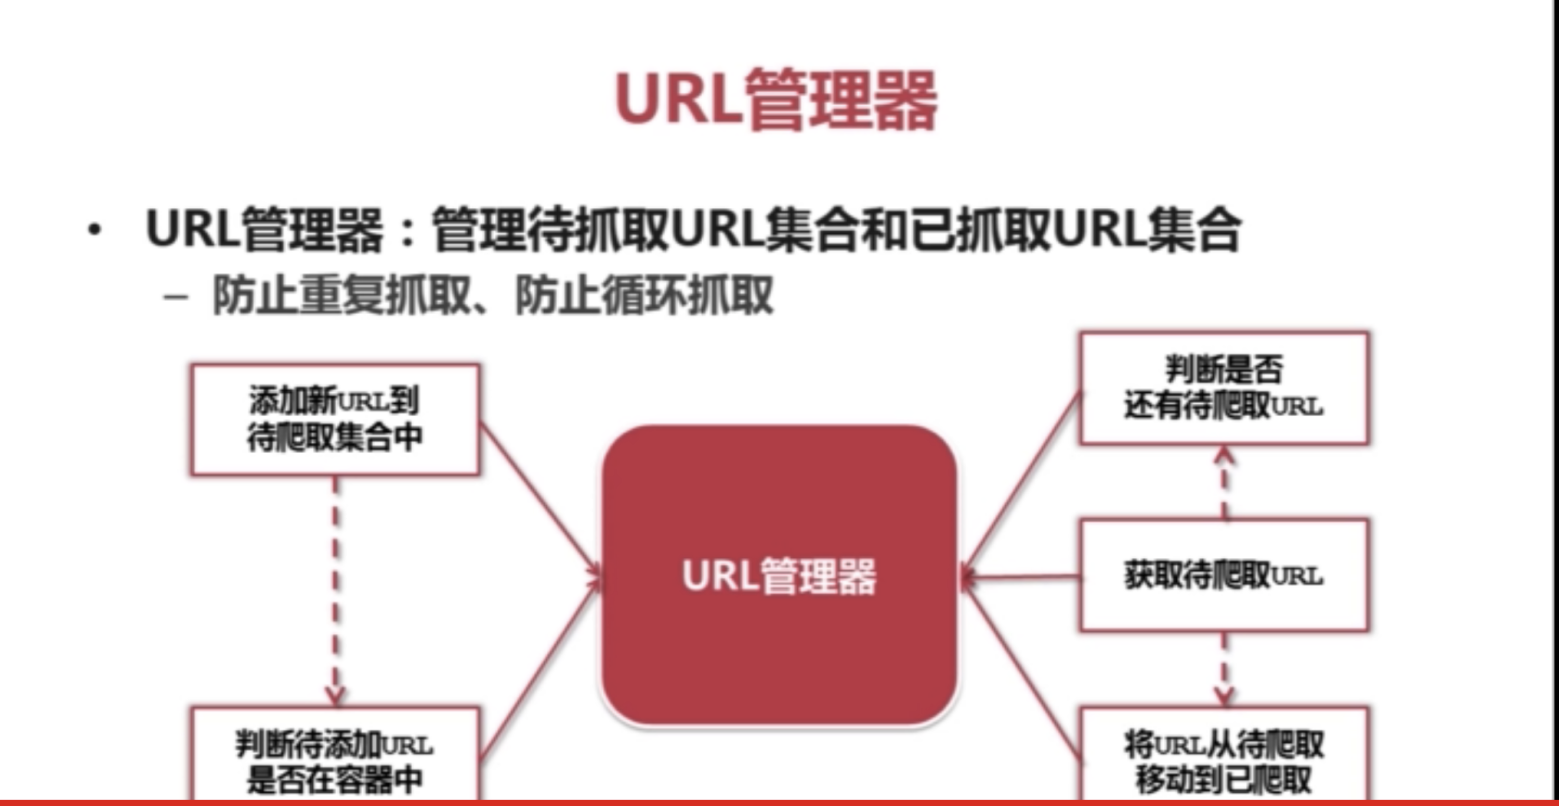 URL管理器
• URL管理器：管理待抓取URL集合和已抓取URL集合
– 防止重复抓取、防止循环抓取
添加新URL到
待爬取集合中
判断待添加URL
是否在容器中
URL管理器
判断是否
还有待爬取URL
获取待爬取URL
将URL从待爬取
移动到已爬取